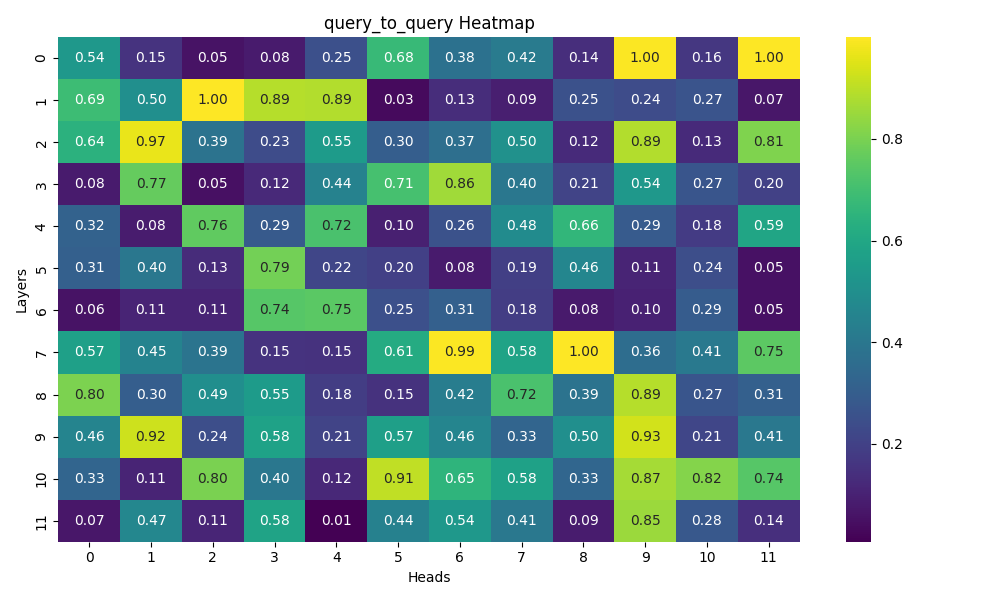 query_to_query Heatmap
0 0.54 0.15 0.05 0.08 0.25 0.68 0.38 0.42 0.14 1.00 0.16 1.00
1 0.69 0.50 1.00 0.89 0.89 0.03 0.13 0.09 0.25 0.24 0.27 0.07
2 0.64 0.97 0.39 0.23 0.55 0.30 0.37 0.50 0.12 0.89 0.13 0.81
3 0.08 0.77 0.05 0.12 0.44 0.71 0.86 0.40 0.21 0.54 0.27 0.20
4 0.32 0.08 0.76 0.29 0.72 0.10 0.26 0.48 0.66 0.29 0.18 0.59
5 0.31 0.40 0.13 0.79 0.22 0.20 0.08 0.19 0.46 0.11 0.24 0.05
6 0.06 0.11 0.11 0.74 0.75 0.25 0.31 0.18 0.08 0.10 0.29 0.05
7 0.57 0.45 0.39 0.15 0.15 0.61 0.99 0.58 1.00 0.36 0.41 0.75
8 0.80 0.30 0.49 0.55 0.18 0.15 0.42 0.72 0.39 0.89 0.27 0.31
9 0.46 0.92 0.24 0.58 0.21 0.57 0.46 0.33 0.50 0.93 0.21 0.41
10 0.33 0.11 0.80 0.40 0.12 0.91 0.65 0.58 0.33 0.87 0.82 0.74
11 0.07 0.47 0.11 0.58 0.01 0.44 0.54 0.41 0.09 0.85 0.28 0.14
0 1 2 3 4 5 6 7 8 9 10 11
Heads
Layers
0.8
0.6
0.4
0.2